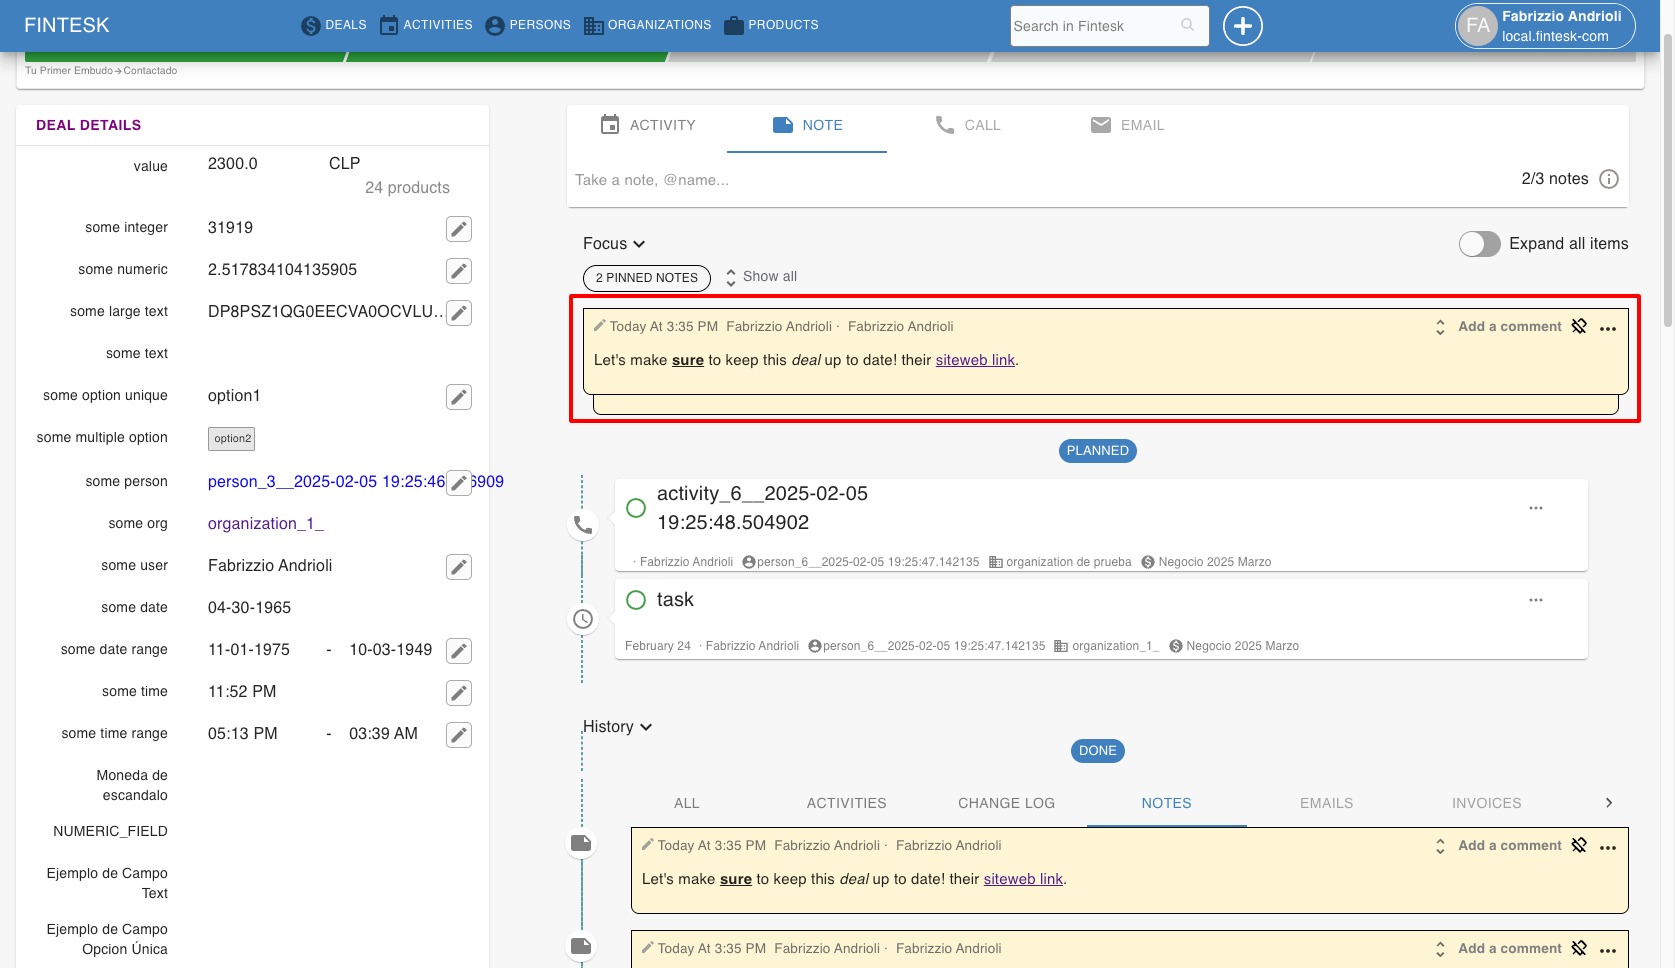 FINTESK
DEALS
ACTIVITIES
PERSONS
ORGANIZATIONS
PRODUCTS
Search in Fintesk
FA
Fabrizzio Andrioli
local.fintesk-com
Tu Primer Embudo→Contactado
DEAL DETAILS
value 2300.0 CLP
24 products
some integer 31919
some numeric 2.517834104135905
some large text DP8PSZ1QG0EECVA0OCVLU...
some text
some option unique option1
some multiple option option2
some person person_3__2025-02-05 19:25:46 6909
some org organization_1_
some user Fabrizzio Andrioli
some date 04-30-1965
some date range 11-01-1975 - 10-03-1949
some time 11:52 PM
some time range 05:13 PM - 03:39 AM
Moneda de
escandalo
NUMERIC_FIELD
Ejemplo de Campo
Text
Ejemplo de Campo
Opcion Única
ACTIVITY
NOTE
CALL
EMAIL
Take a note, @name...
2/3 notes
Focus
Expand all items
2 PINNED NOTES
Show all
Today At 3:35 PM Fabrizzio Andrioli · Fabrizzio Andrioli
Add a comment
Let's make sure to keep this deal up to date! their siteweb link.
PLANNED
activity_6__2025-02-05
19:25:48.504902
· Fabrizzio Andrioli person_6__2025-02-05 19:25:47.142135 organization de prueba Negocio 2025 Marzo
task
February 24 · Fabrizzio Andrioli person_6__2025-02-05 19:25:47.142135 organization_1_ Negocio 2025 Marzo
History
DONE
ALL
ACTIVITIES
CHANGE LOG
NOTES
EMAILS
INVOICES
Today At 3:35 PM Fabrizzio Andrioli · Fabrizzio Andrioli
Add a comment
Let's make sure to keep this deal up to date! their siteweb link.
Today At 3:35 PM Fabrizzio Andrioli · Fabrizzio Andrioli
Add a comment